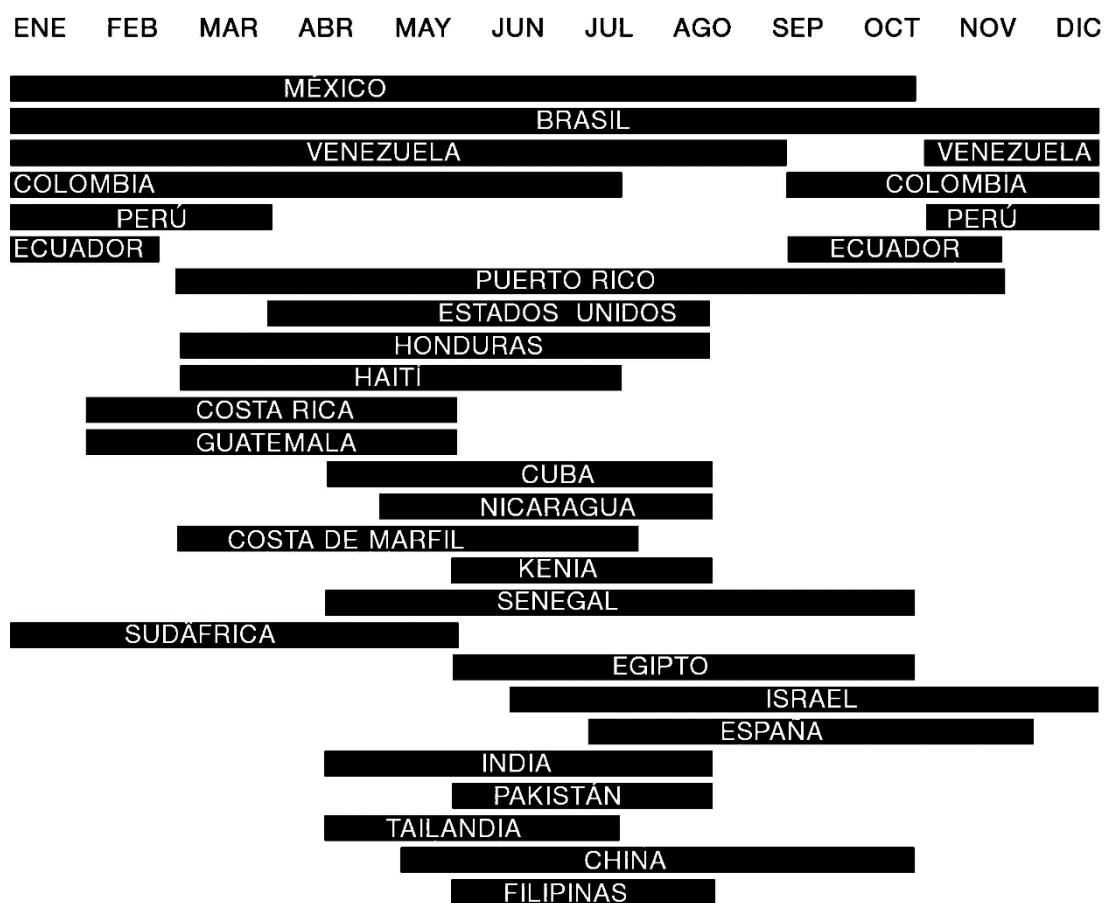 ENE FEB MAR ABR MAY JUN JUL AGO SEP OCT NOV DIC
MÉXICO
BRASIL
VENEZUELA VENEZUELA
COLOMBIA COLOMBIA
PERÚ PERÚ
ECUADOR ECUADOR
PUERTO RICO
ESTADOS UNIDOS
HONDURAS
HAITÍ
COSTA RICA
GUATEMALA
CUBA
NICARAGUA
COSTA DE MARFIL
KENIA
SENEGAL
SUDÄFRICA
EGIPTO
ISRAEL
ESPAÑA
INDIA
PAKISTÁN
TAILANDIA
CHINA
FILIPINAS